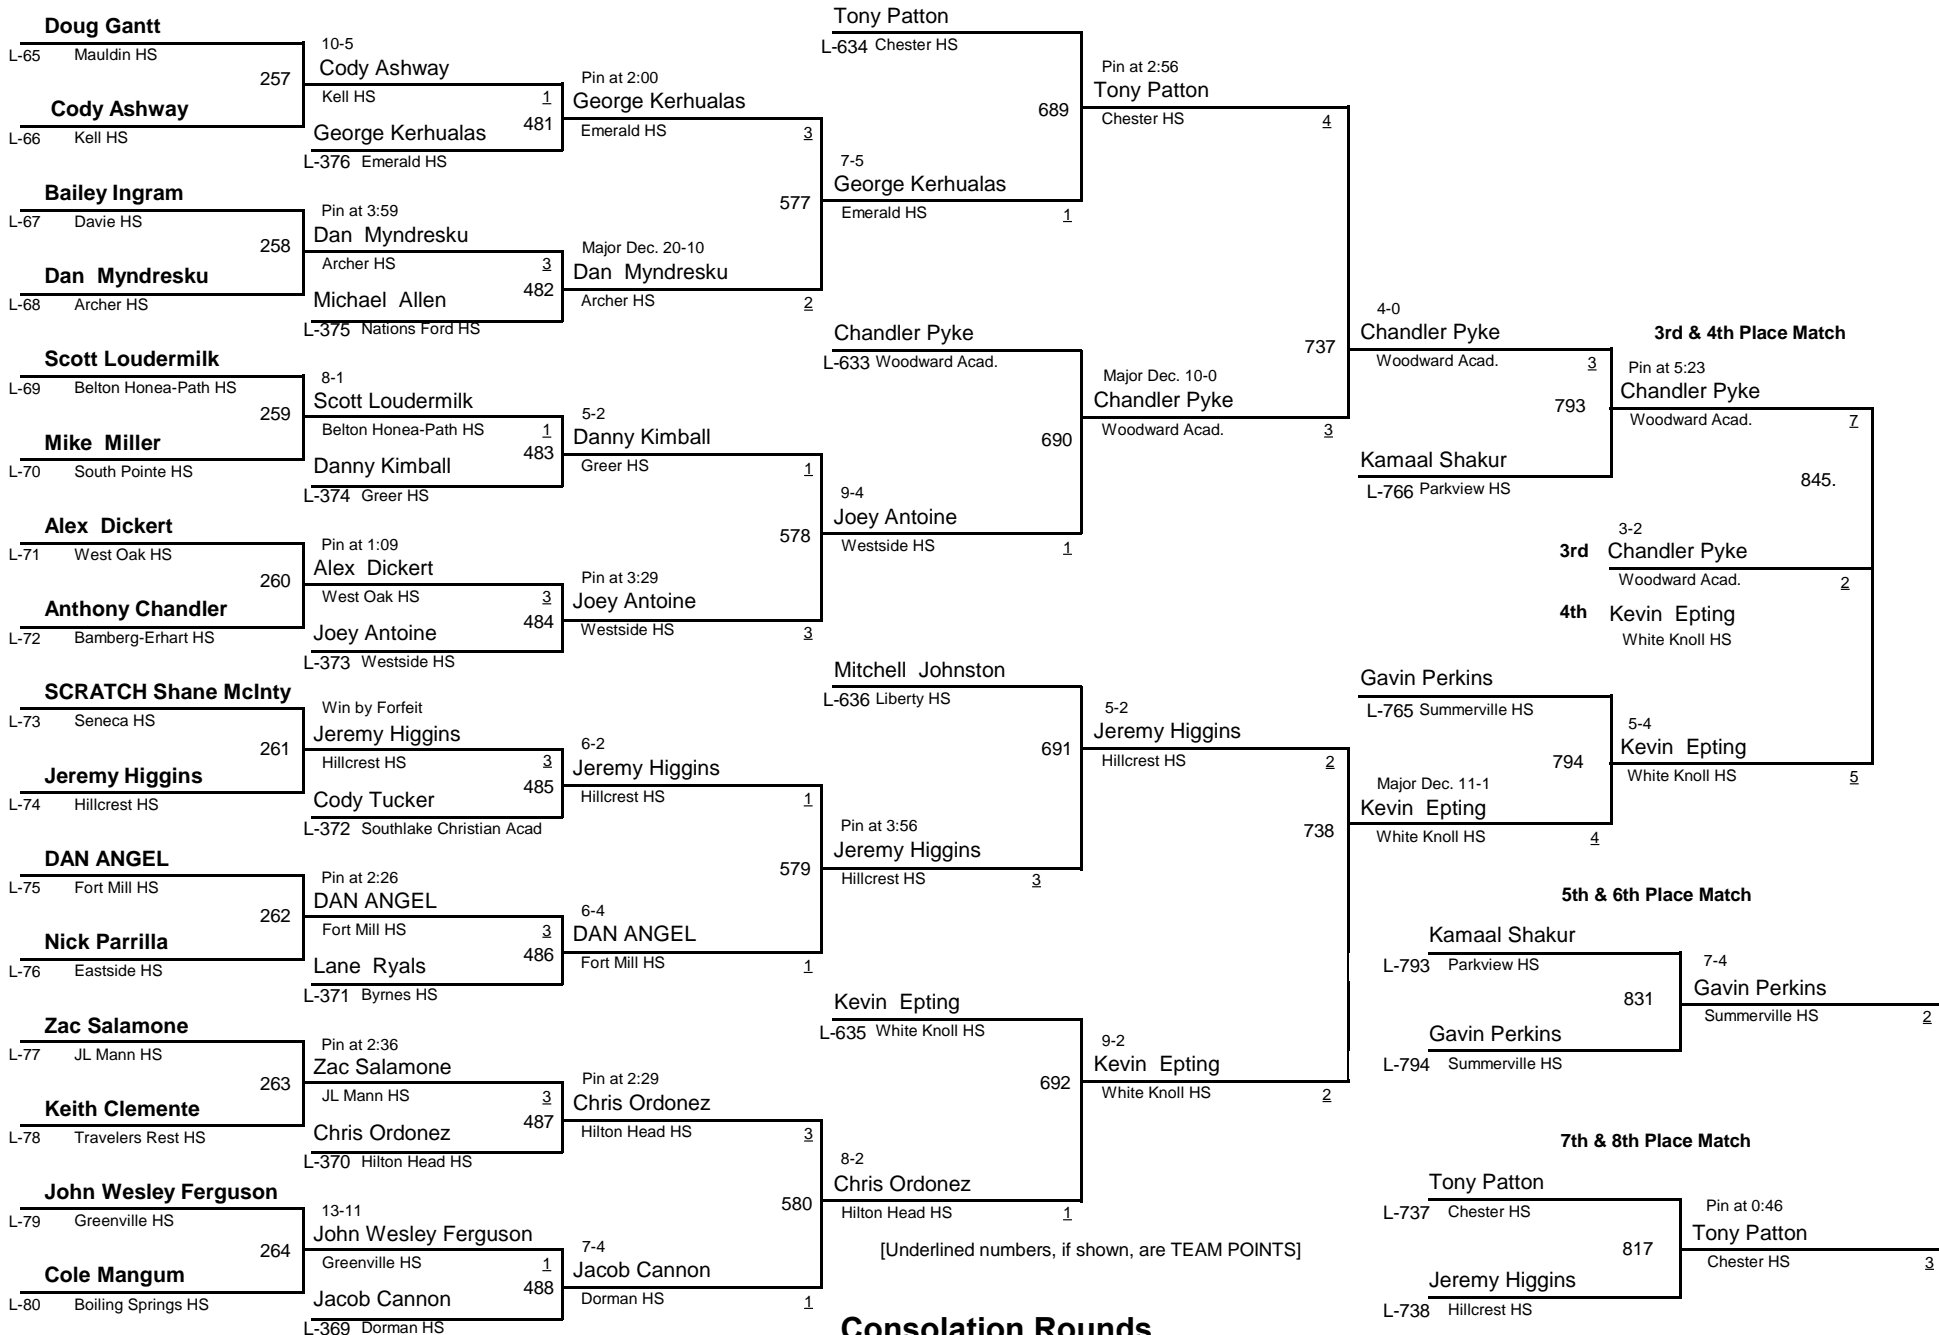 Doug Gantt
L-65 Mauldin HS
257
Cody Ashway
L-66 Kell HS
Bailey Ingram
L-67 Davie HS
258
Dan Myndresku
L-68 Archer HS
Scott Loudermilk
L-69 Belton Honea-Path HS
259
Mike Miller
L-70 South Pointe HS
Alex Dickert
L-71 West Oak HS
260
Anthony Chandler
L-72 Bamberg-Erhart HS
SCRATCH Shane McInty
L-73 Seneca HS
261
Jeremy Higgins
L-74 Hillcrest HS
DAN ANGEL
L-75 Fort Mill HS
262
Nick Parrilla
L-76 Eastside HS
Zac Salamone
L-77 JL Mann HS
263
Keith Clemente
L-78 Travelers Rest HS
John Wesley Ferguson
L-79 Greenville HS
264
Cole Mangum
L-80 Boiling Springs HS
10-5
Cody Ashway
Kell HS 1
481
George Kerhualas
L-376 Emerald HS
Pin at 3:59
Dan Myndresku
Archer HS 3
482
Michael Allen
L-375 Nations Ford HS
8-1
Scott Loudermilk
Belton Honea-Path HS 1
483
Danny Kimball
L-374 Greer HS
Pin at 1:09
Alex Dickert
West Oak HS 3
484
Joey Antoine
L-373 Westside HS
Win by Forfeit
Jeremy Higgins
Hillcrest HS 3
485
Cody Tucker
L-372 Southlake Christian Acad
Pin at 2:26
DAN ANGEL
Fort Mill HS 3
486
Lane Ryals
L-371 Byrnes HS
Pin at 2:36
Zac Salamone
JL Mann HS 3
487
Chris Ordonez
L-370 Hilton Head HS
13-11
John Wesley Ferguson
Greenville HS 1
488
Jacob Cannon
L-369 Dorman HS
Pin at 2:00
George Kerhualas
Emerald HS 3
577
Major Dec. 20-10
Dan Myndresku
Archer HS 2
5-2
Danny Kimball
Greer HS 1
578
Pin at 3:29
Joey Antoine
Westside HS 3
6-2
Jeremy Higgins
Hillcrest HS 1
579
6-4
DAN ANGEL
Fort Mill HS 1
Pin at 2:29
Chris Ordonez
Hilton Head HS 3
580
7-4
Jacob Cannon
Dorman HS 1
Tony Patton
L-634 Chester HS
689
7-5
George Kerhualas
Emerald HS 1
Chandler Pyke
L-633 Woodward Acad.
690
9-4
Joey Antoine
Westside HS 1
Mitchell Johnston
L-636 Liberty HS
691
Pin at 3:56
Jeremy Higgins
Hillcrest HS 3
Kevin Epting
L-635 White Knoll HS
692
8-2
Chris Ordonez
Hilton Head HS 1
[Underlined numbers, if shown, are TEAM POINTS]
Consolation Rounds
Pin at 2:56
Tony Patton
Chester HS 4
737
Major Dec. 10-0
Chandler Pyke
Woodward Acad. 3
5-2
Jeremy Higgins
Hillcrest HS 2
738
9-2
Kevin Epting
White Knoll HS 2
4-0
Chandler Pyke
Woodward Acad. 3
793
Kamaal Shakur
L-766 Parkview HS
Gavin Perkins
L-765 Summerville HS
794
Major Dec. 11-1
Kevin Epting
White Knoll HS 4
3rd & 4th Place Match
Pin at 5:23
Chandler Pyke
Woodward Acad. 7
845.
3-2
3rd Chandler Pyke
Woodward Acad. 2
4th Kevin Epting
White Knoll HS
5-4
Kevin Epting
White Knoll HS 5
5th & 6th Place Match
Kamaal Shakur
L-793 Parkview HS
831
Gavin Perkins
L-794 Summerville HS
7-4
Gavin Perkins
Summerville HS 2
7th & 8th Place Match
Tony Patton
L-737 Chester HS
817
Jeremy Higgins
L-738 Hillcrest HS
Pin at 0:46
Tony Patton
Chester HS 3